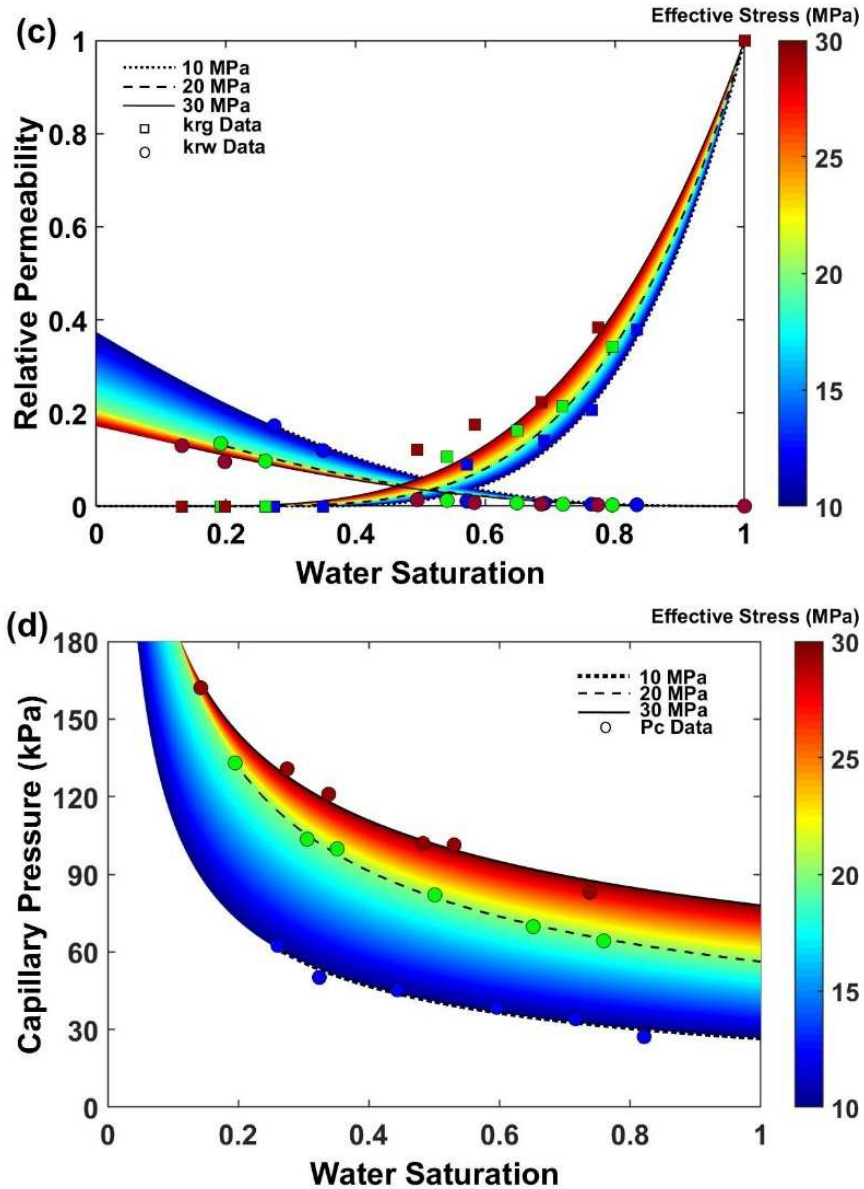 (c)
Effective Stress (MPa)
1
0.8
0.6
0.4
0.2
0
Relative Permeability
10 MPa
20 MPa
30 MPa
krg Data
krw Data
0 0.2 0.4 0.6 0.8 1
Water Saturation
30
25
20
15
10
(d)
Effective Stress (MPa)
180
150
120
90
60
30
0
Capillary Pressure (kPa)
10 MPa
20 MPa
30 MPa
Pc Data
0 0.2 0.4 0.6 0.8 1
Water Saturation
30
25
20
15
10